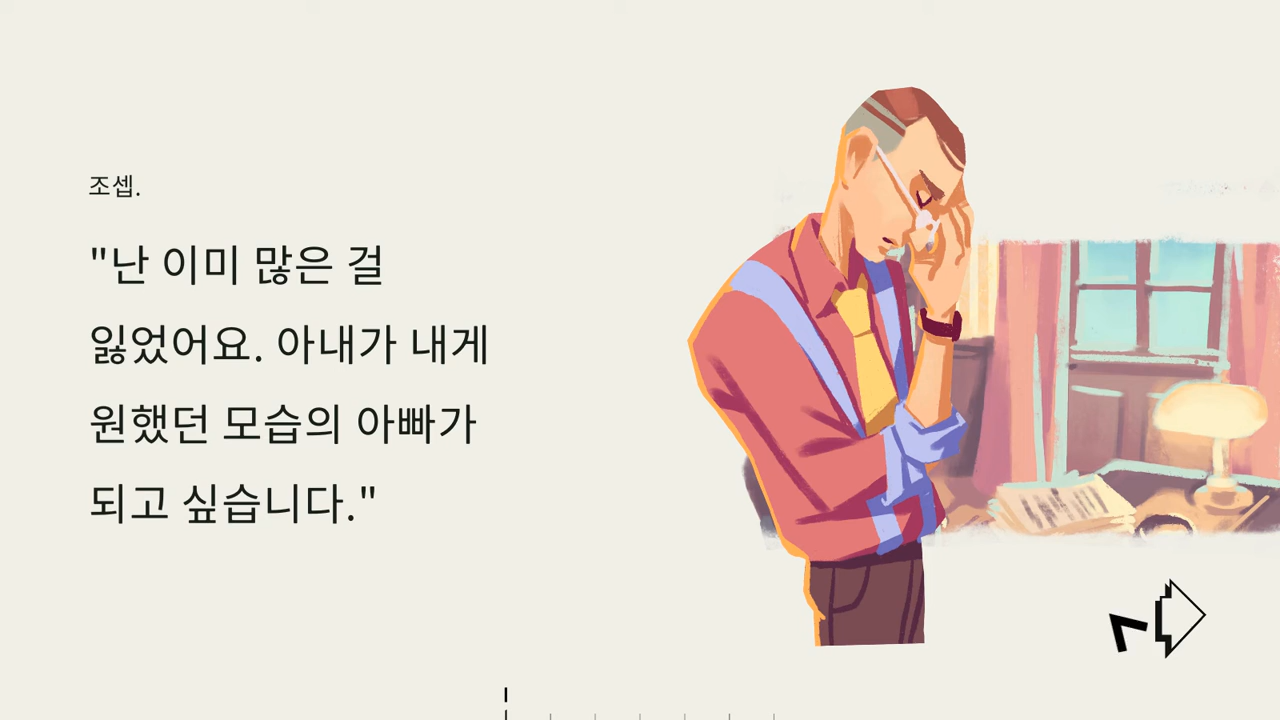 조셉.
"난 이미 많은 걸
잃었어요. 아내가 내게
원했던 모습의 아빠가
되고 싶습니다."